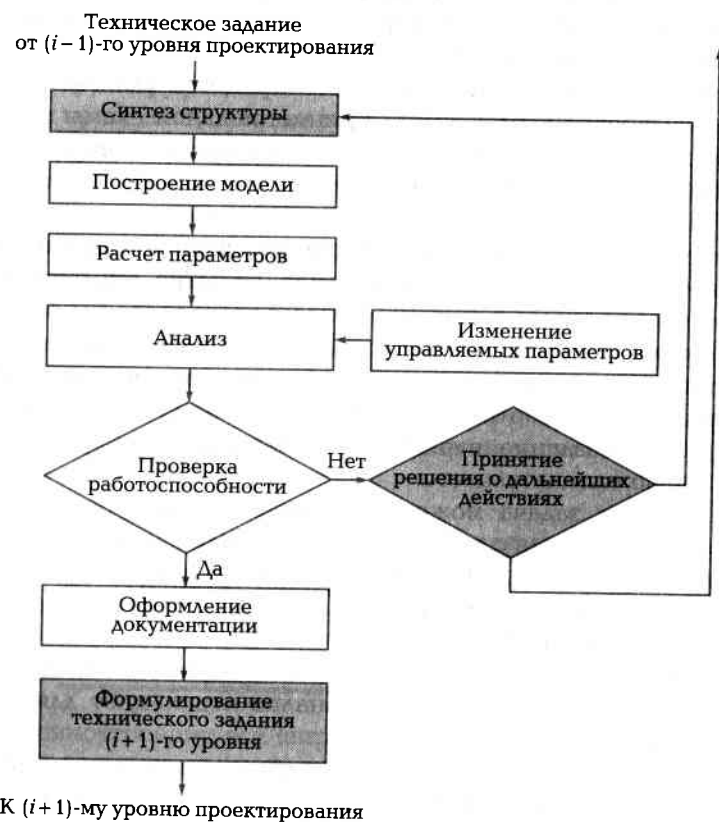 Техническое задание
от (i – 1)-го уровня проектирования
Синтез структуры
Построение модели
Расчет параметров
Анализ
Изменение
управляемых параметров
Проверка
работоспособности
Нет
Принятие
решения о дальнейших
действиях
Да
Оформление
документации
Формулирование
технического задания
(i + 1)-го уровня
К (i + 1)-му уровню проектирования